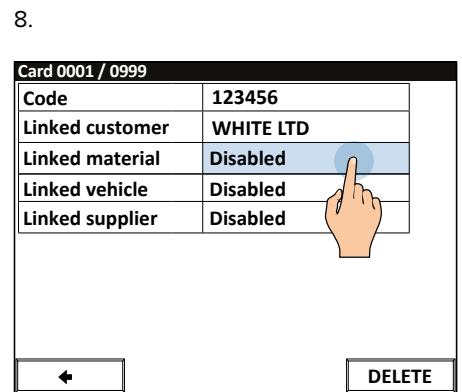 8.
Card 0001 / 0999
Code 123456
Linked customer WHITE LTD
Linked material Disabled
Linked vehicle Disabled
Linked supplier Disabled
DELETE